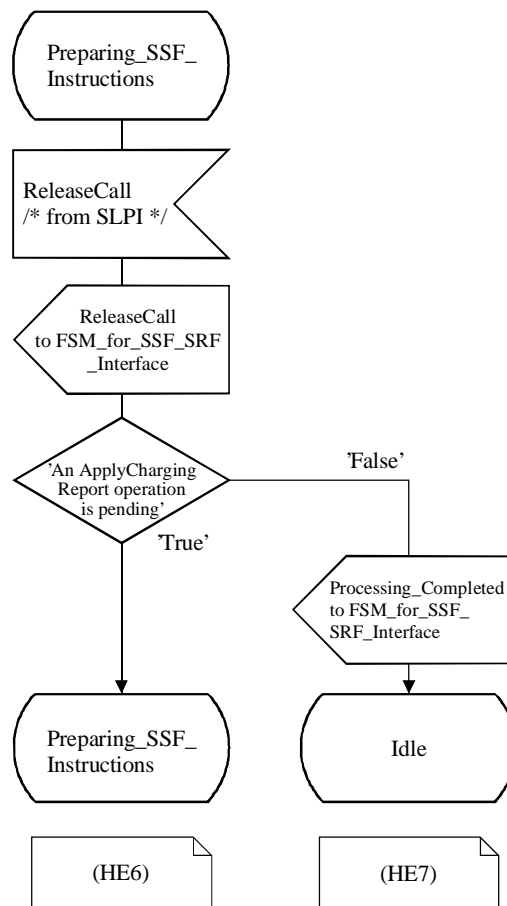 Preparing_SSF_
Instructions
ReleaseCall
/* from SLPI */
ReleaseCall
to FSM_for_SSF_SRF
_Interface
'An ApplyCharging
Report operation
is pending'
'False'
'True'
Processing_Completed
to FSM_for_SSF_
SRF_Interface
Preparing_SSF_
Instructions
Idle
(HE6)
(HE7)